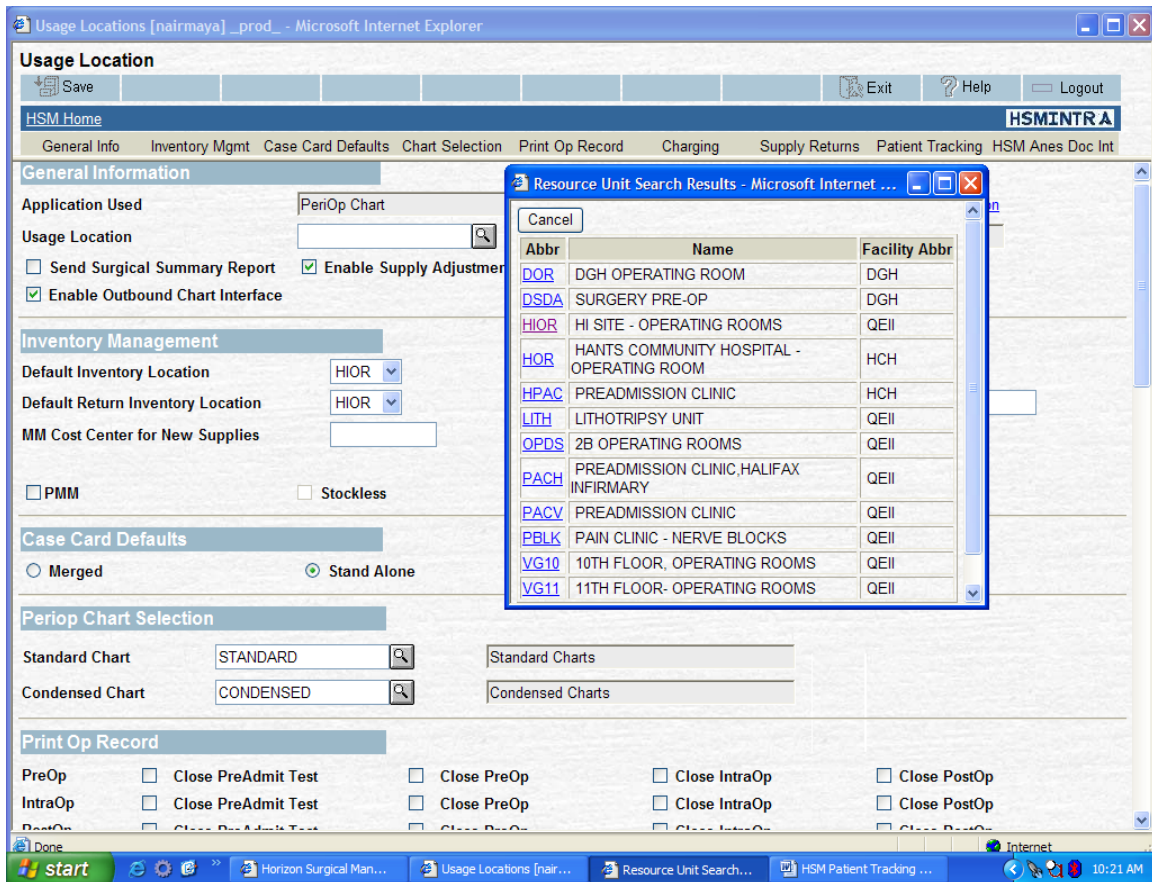 Usage Locations [nairmaya] _prod_ - Microsoft Internet Explorer
Usage Location
Save Exit Help Logout
HSM Home HSMINTRA
General Info Inventory Mgmt Case Card Defaults Chart Selection Print Op Record Charging Supply Returns Patient Tracking HSM Anes Doc Int
General Information
Application Used PeriOp Chart
Usage Location
Send Surgical Summary Report Enable Supply Adjustmen
Enable Outbound Chart Interface
Inventory Management
Default Inventory Location HIOR
Default Return Inventory Location HIOR
MM Cost Center for New Supplies
PMM Stockless
Case Card Defaults
Merged Stand Alone
Periop Chart Selection
Standard Chart STANDARD Standard Charts
Condensed Chart CONDENSED Condensed Charts
Print Op Record
PreOp Close PreAdmit Test Close PreOp Close IntraOp Close PostOp
IntraOp Close PreAdmit Test Close PreOp Close IntraOp Close PostOp
PostOp Close PreAdmit Test Close PreOp Close IntraOp Close PostOp
Resource Unit Search Results - Microsoft Internet ...
Cancel
Abbr Name Facility Abbr
DOR DGH OPERATING ROOM DGH
DSDA SURGERY PRE-OP DGH
HIOR HI SITE - OPERATING ROOMS QEII
HOR HANTS COMMUNITY HOSPITAL - OPERATING ROOM HCH
HPAC PREADMISSION CLINIC HCH
LITH LITHOTRIPSY UNIT QEII
OPDS 2B OPERATING ROOMS QEII
PACH PREADMISSION CLINIC,HALIFAX INFIRMARY QEII
PACV PREADMISSION CLINIC QEII
PBLK PAIN CLINIC - NERVE BLOCKS QEII
VG10 10TH FLOOR, OPERATING ROOMS QEII
VG11 11TH FLOOR- OPERATING ROOMS QEII
Done Internet
start Horizon Surgical Man... Usage Locations [nair... Resource Unit Search... HSM Patient Tracking ... 10:21 AM